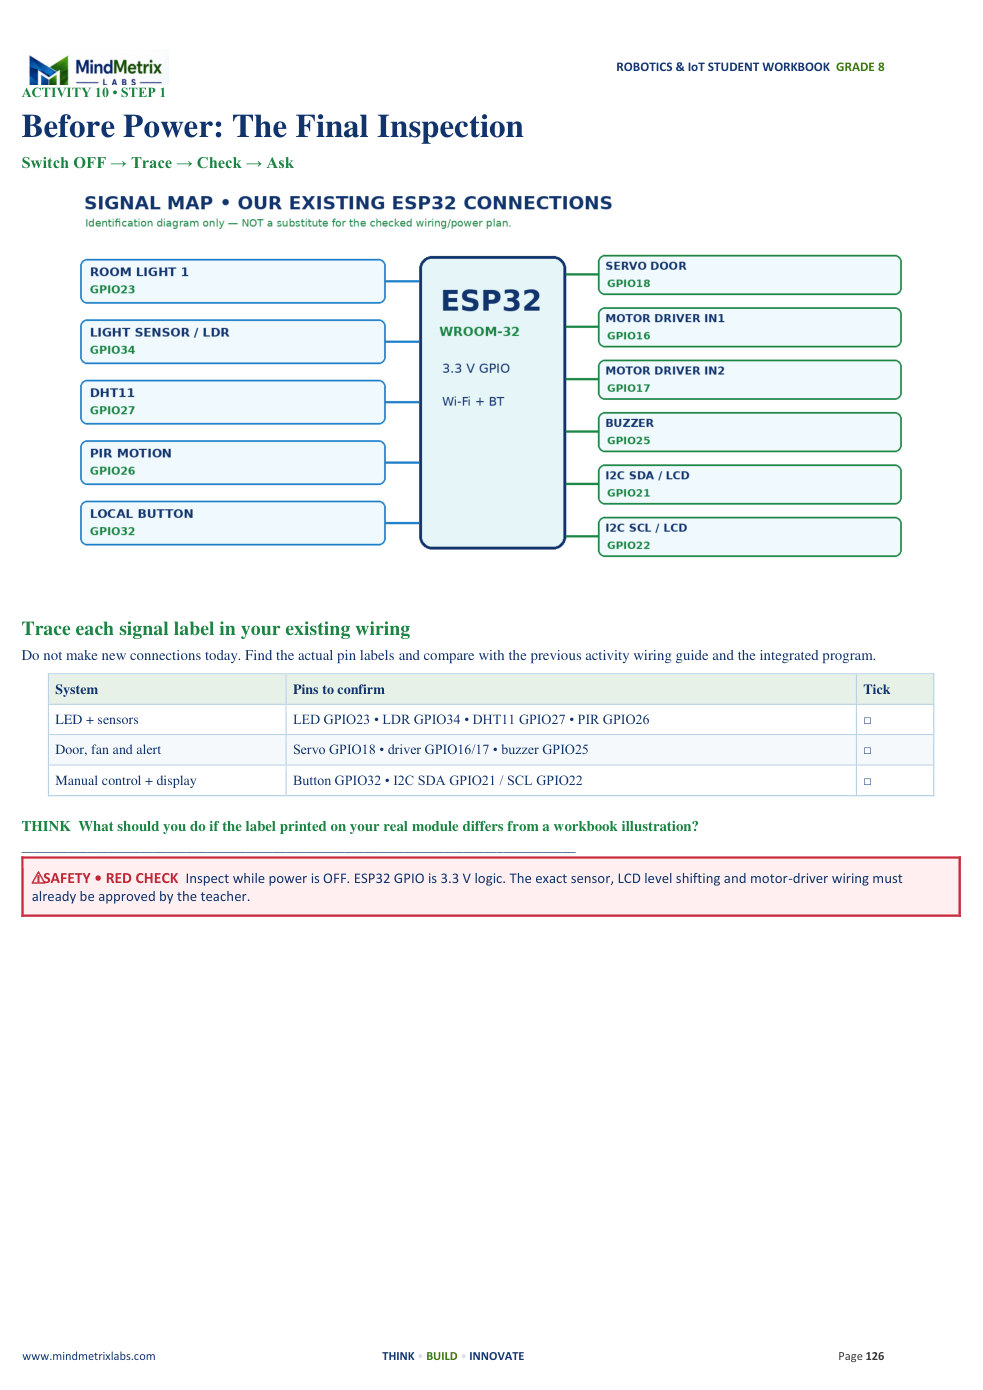 MindMetrix
LABS
ROBOTICS & IoT STUDENT WORKBOOK GRADE 8
ACTIVITY 10 • STEP 1
Before Power: The Final Inspection
Switch OFF → Trace → Check → Ask
SIGNAL MAP • OUR EXISTING ESP32 CONNECTIONS
Identification diagram only — NOT a substitute for the checked wiring/power plan.
ROOM LIGHT 1
GPIO23
LIGHT SENSOR / LDR
GPIO34
DHT11
GPIO27
PIR MOTION
GPIO26
LOCAL BUTTON
GPIO32
ESP32
WROOM-32
3.3 V GPIO
Wi-Fi + BT
SERVO DOOR
GPIO18
MOTOR DRIVER IN1
GPIO16
MOTOR DRIVER IN2
GPIO17
BUZZER
GPIO25
I2C SDA / LCD
GPIO21
I2C SCL / LCD
GPIO22
Trace each signal label in your existing wiring
Do not make new connections today. Find the actual pin labels and compare with the previous activity wiring guide and the integrated program.
System Pins to confirm Tick
LED + sensors LED GPIO23 • LDR GPIO34 • DHT11 GPIO27 • PIR GPIO26 □
Door, fan and alert Servo GPIO18 • driver GPIO16/17 • buzzer GPIO25 □
Manual control + display Button GPIO32 • I2C SDA GPIO21 / SCL GPIO22 □
THINK What should you do if the label printed on your real module differs from a workbook illustration?
⚠SAFETY • RED CHECK Inspect while power is OFF. ESP32 GPIO is 3.3 V logic. The exact sensor, LCD level shifting and motor-driver wiring must
already be approved by the teacher.
www.mindmetrixlabs.com THINK • BUILD • INNOVATE Page 126